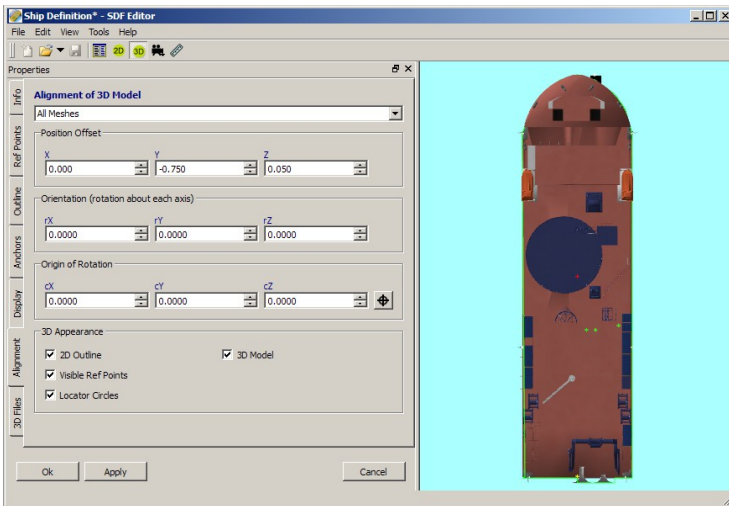 Ship Definition* - SDF Editor
File Edit View Tools Help
2D 3D
Properties
Info
Ref Points
Outline
Anchors
Display
Alignment
3D Files
Alignment of 3D Model
All Meshes
Position Offset
X Y Z
0.000 -0.750 0.050
Orientation (rotation about each axis)
rX rY rZ
0.0000 0.0000 0.0000
Origin of Rotation
cX cY cZ
0.0000 0.0000 0.0000
3D Appearance
2D Outline 3D Model
Visible Ref Points
Locator Circles
Ok Apply Cancel